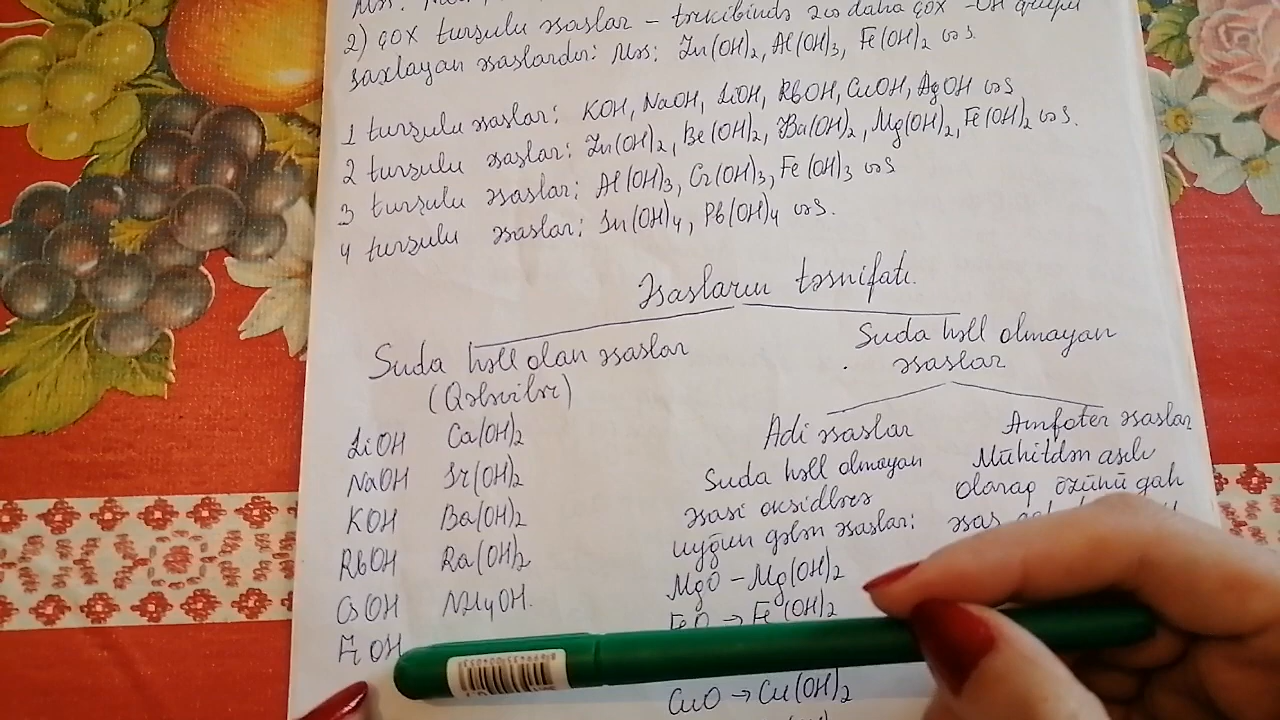 2) çox turşulu əsaslar – tərkibində 2 və daha çox –OH qrupu
saxlayan əsaslardır: Məs: Zn(OH)2, Al(OH)3, Fe(OH)2 və s.
1 turşulu əsaslar: KOH, NaOH, LiOH, RbOH, CuOH, AgOH və s
2 turşulu əsaslar: Zn(OH)2, Be(OH)2, Ba(OH)2, Mg(OH)2, Fe(OH)2 və s.
3 turşulu əsaslar: Al(OH)3, Cr(OH)3, Fe(OH)3 və s
4 turşulu əsaslar: Sn(OH)4, Pb(OH)4 və s.
Əsasların təsnifatı.
Suda həll olan əsaslar
(Qələvilər)
LiOH Ca(OH)2
NaOH Sr(OH)2
KOH Ba(OH)2
RbOH Ra(OH)2
CsOH NH4OH.
FrOH
Suda həll olmayan
əsaslar
Adi əsaslar
Suda həll olmayan
əsasi oksidlərə
uyğun gələn əsaslar:
MgO – Mg(OH)2
FeO → Fe(OH)2
CuO → Cu(OH)2
Amfoter əsaslar
Mühitdən asılı
olaraq özünü gah
əsas